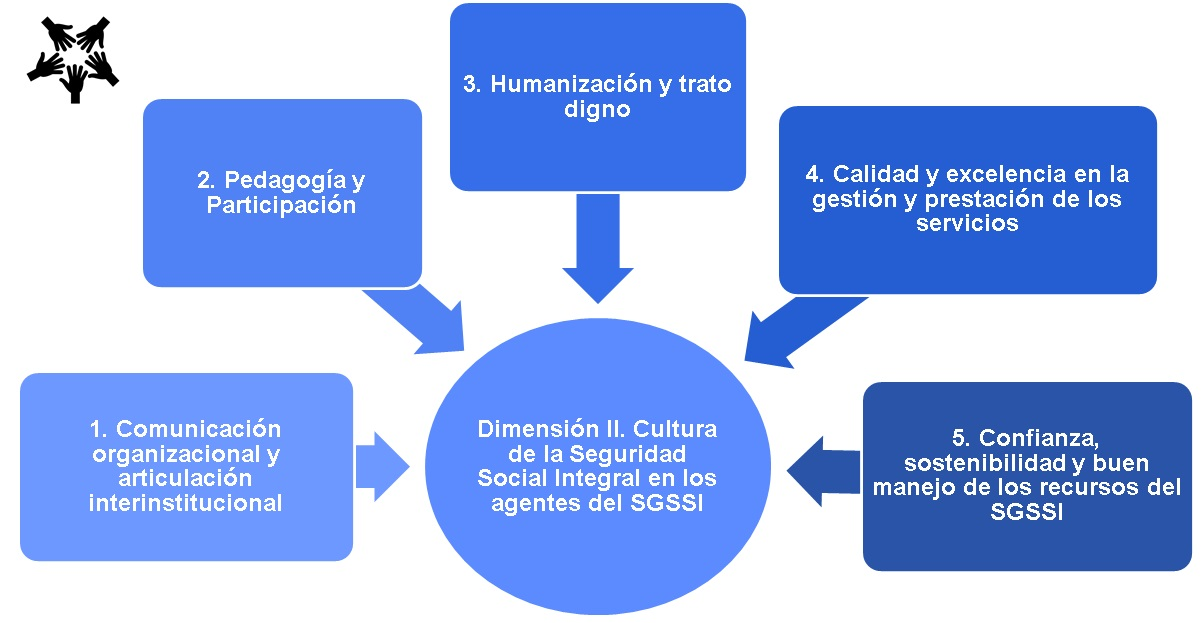 3. Humanización y trato
digno
2. Pedagogía y
Participación
4. Calidad y excelencia en la
gestión y prestación de los
servicios
1. Comunicación
organizacional y
articulación
interinstitucional
Dimensión II. Cultura
de la Seguridad
Social Integral en los
agentes del SGSSI
5. Confianza,
sostenibilidad y buen
manejo de los recursos del
SGSSI